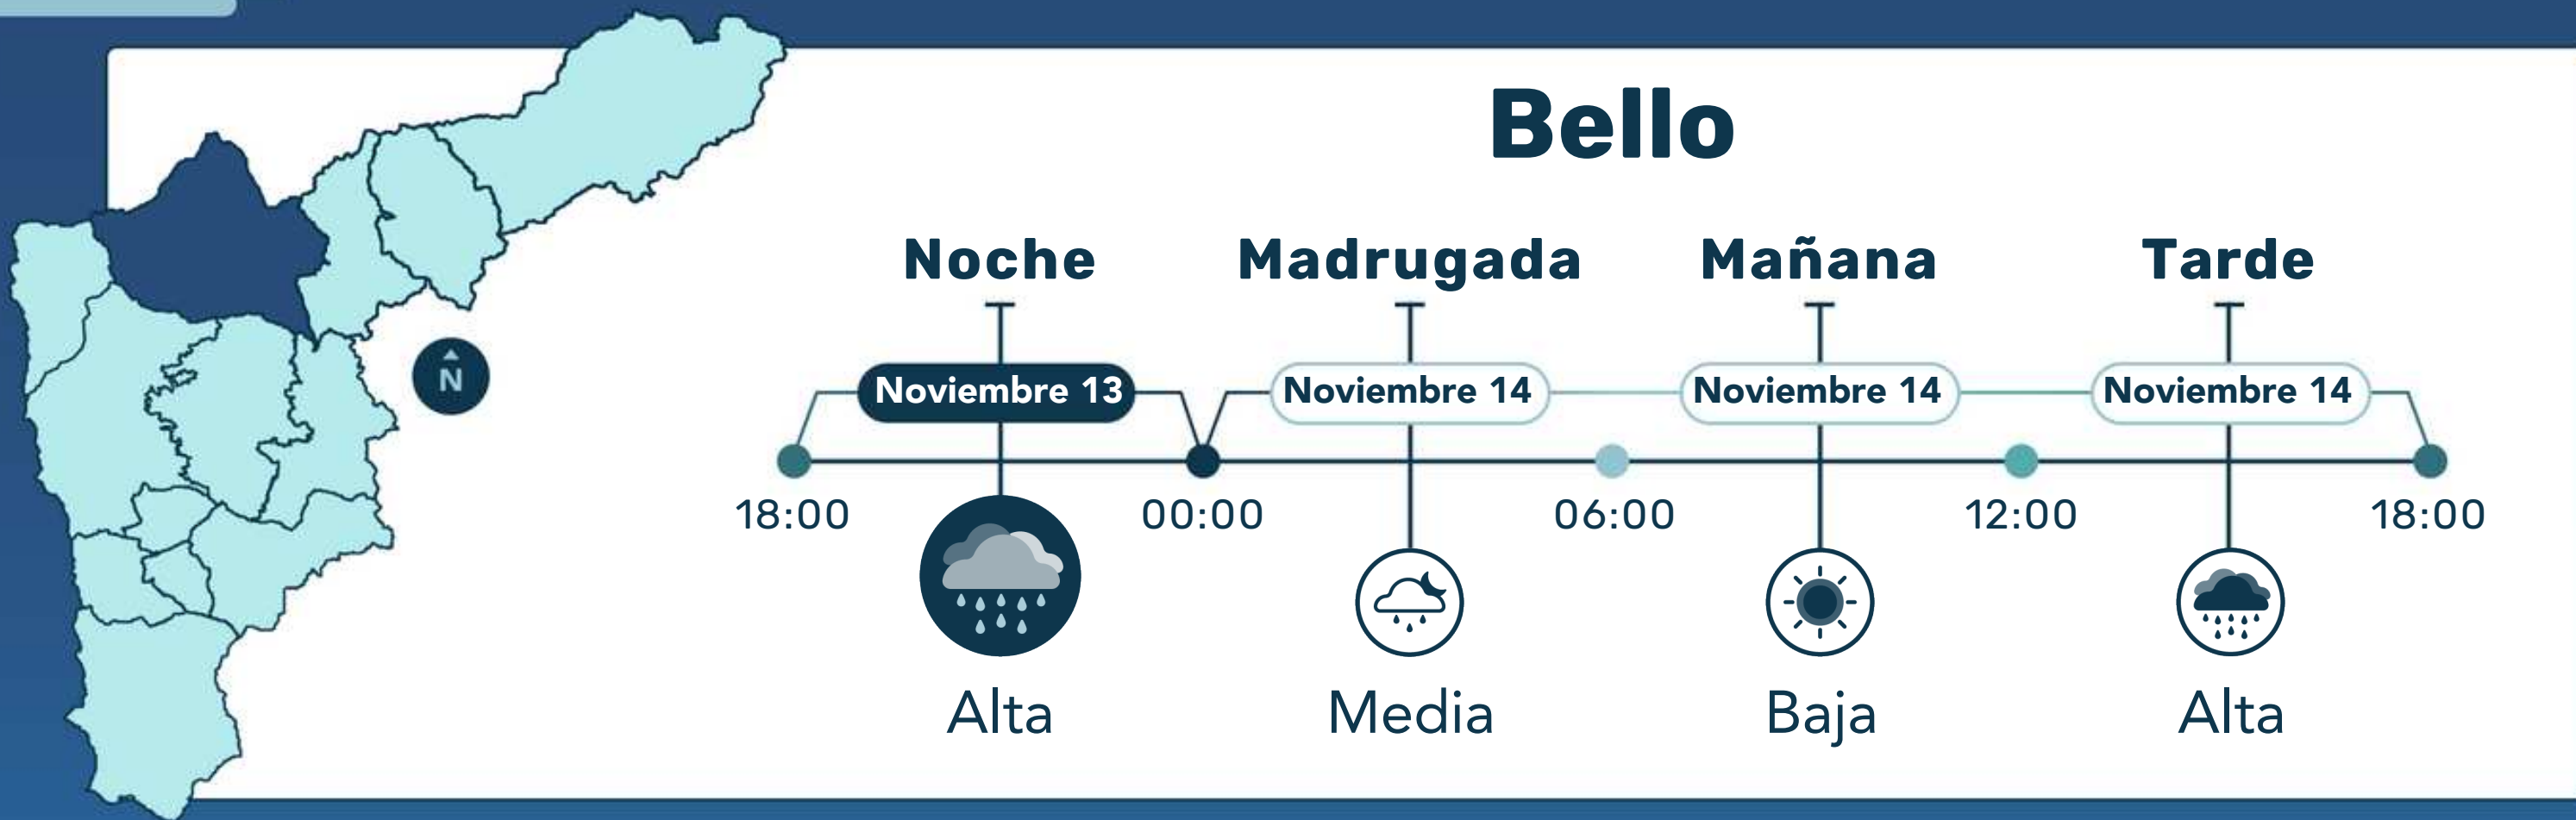 Bello
Noche Madrugada Mañana Tarde
Noviembre 13 Noviembre 14 Noviembre 14 Noviembre 14
N
18:00 00:00 06:00 12:00 18:00
Alta Media Baja Alta